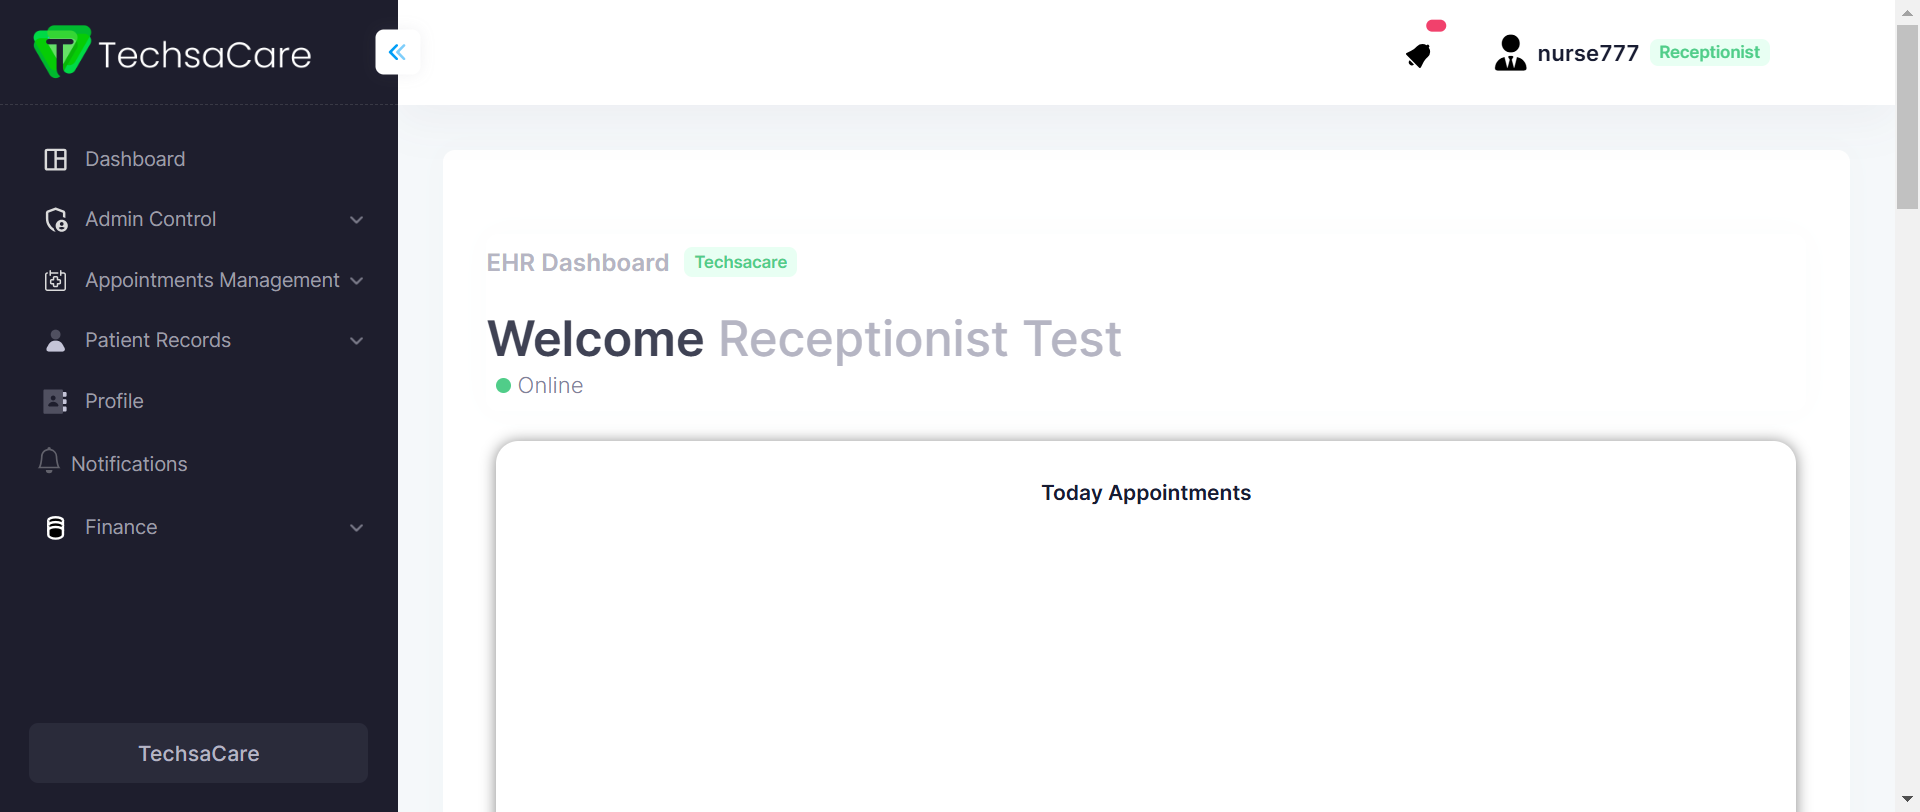 TechsaCare
nurse777 Receptionist
Dashboard
Admin Control
Appointments Management
Patient Records
Profile
Notifications
Finance
TechsaCare
EHR Dashboard Techsacare
Welcome Receptionist Test
Online
Today Appointments